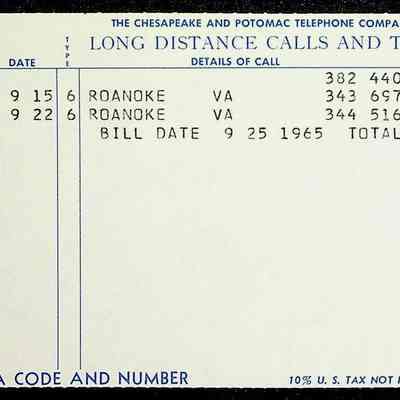 THE CHESAPEAKE AND POTOMAC TELEPHONE COMPA
TYPE
LONG DISTANCE CALLS AND T
DATE DETAILS OF CALL
382 440
9 15 6 ROANOKE VA 343 697
9 22 6 ROANOKE VA 344 516
BILL DATE 9 25 1965 TOTAL
A CODE AND NUMBER 10% U. S. TAX NOT